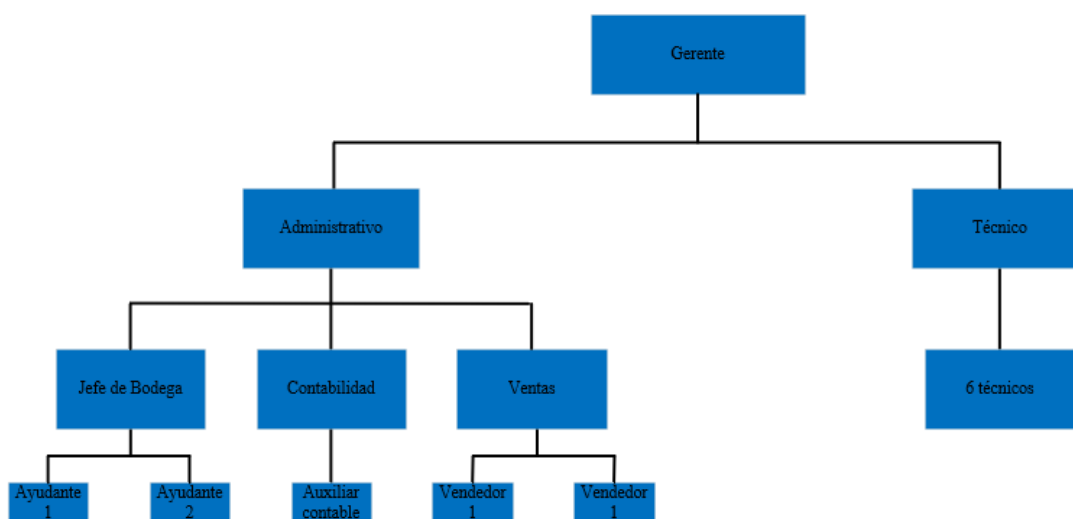 Gerente
Administrativo
Técnico
Jefe de Bodega
Contabilidad
Ventas
6 técnicos
Ayudante
1
Ayudante
2
Auxiliar
contable
Vendedor
1
Vendedor
1